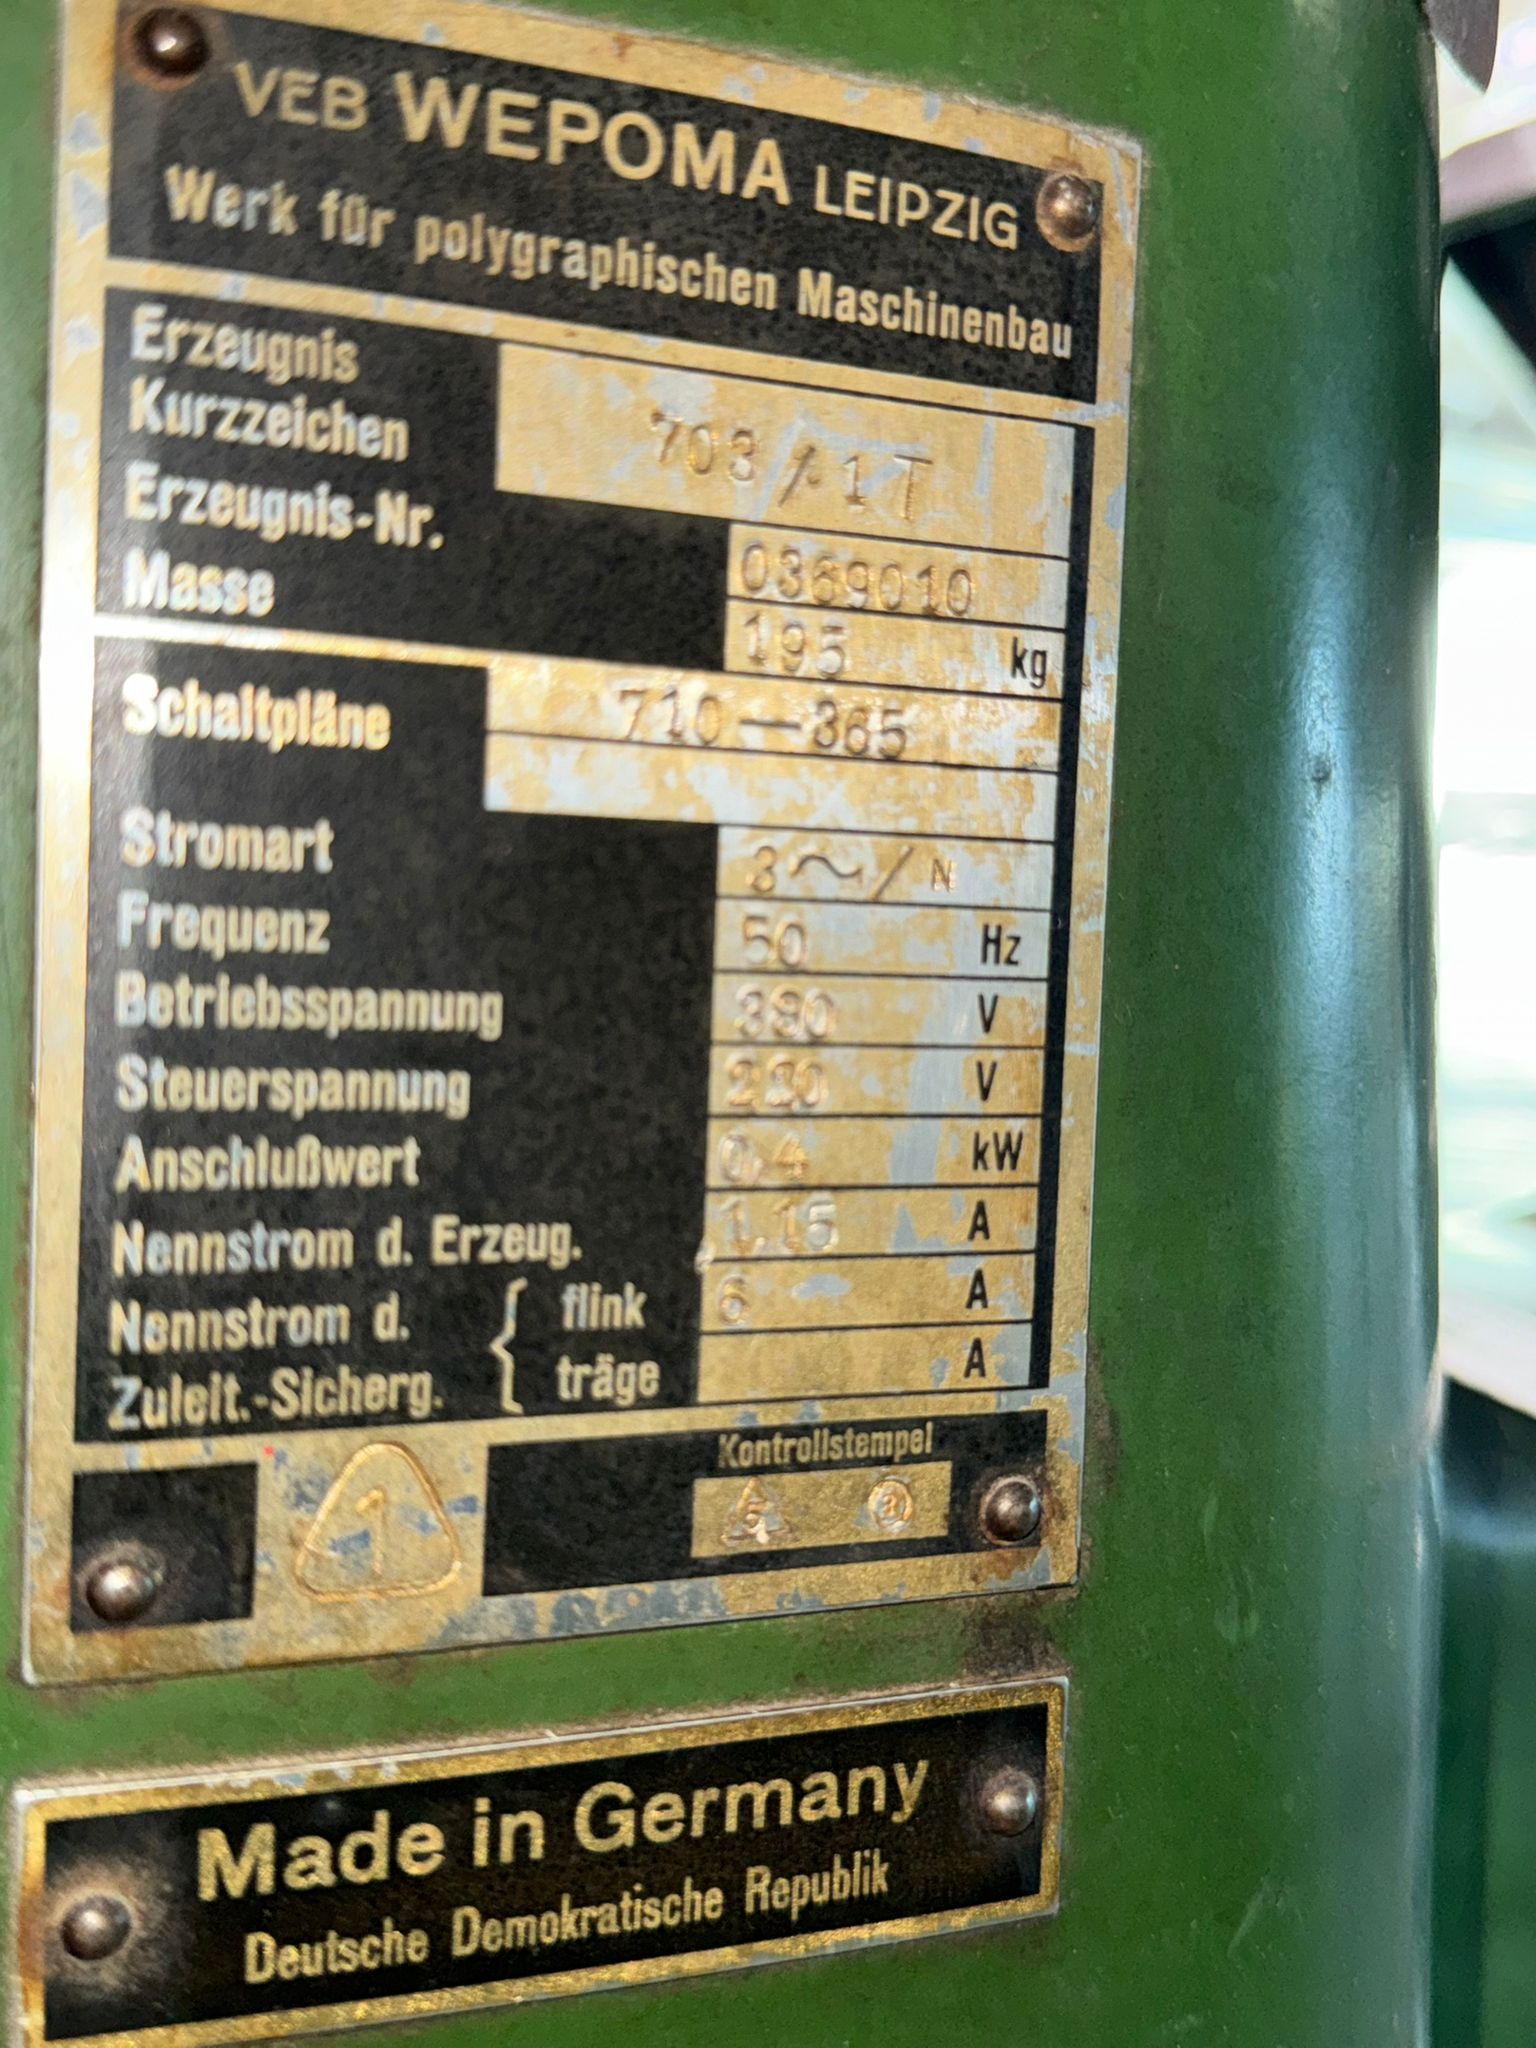 VEB WEPOMA LEIPZIG
Werk für polygraphischen Maschinenbau
Erzeugnis
Kurzzeichen 703/1T
Erzeugnis-Nr. 0369010
Masse 195 kg
Schaltpläne 710—365
Stromart 3~/N
Frequenz 50 Hz
Betriebsspannung 380 V
Steuerspannung 220 V
Anschlußwert 0,4 kW
Nennstrom d. Erzeug. 1,15 A
Nennstrom d. { flink 6 A
Zuleit.-Sicherg. träge A
Kontrollstempel
1
Made in Germany
Deutsche Demokratische Republik